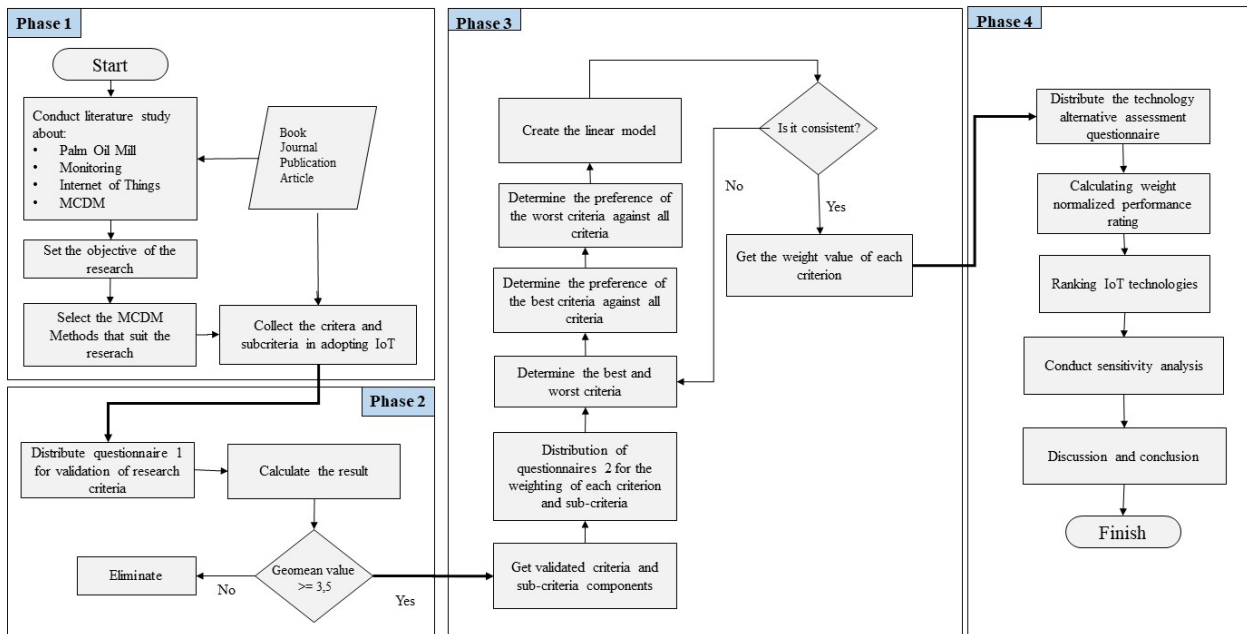 Phase 1
Start
Conduct literature study
about:
• Palm Oil Mill
• Monitoring
• Internet of Things
• MCDM
Book
Journal
Publication
Article
Set the objective of the
research
Select the MCDM
Methods that suit the
reserach
Collect the critera and
subcriteria in adopting IoT
Phase 2
Distribute questionnaire 1
for validation of research
criteria
Calculate the result
Geomean value
>= 3,5
No
Eliminate
Yes
Phase 3
Create the linear model
Is it consistent?
No
Yes
Determine the preference of
the worst criteria against all
criteria
Get the weight value of each
criterion
Determine the preference of
the best criteria against all
criteria
Determine the best and
worst criteria
Distribution of
questionnaires 2 for the
weighting of each criterion
and sub-criteria
Get validated criteria and
sub-criteria components
Phase 4
Distribute the technology
alternative assessment
questionnaire
Calculating weight
normalized performance
rating
Ranking IoT technologies
Conduct sensitivity analysis
Discussion and conclusion
Finish